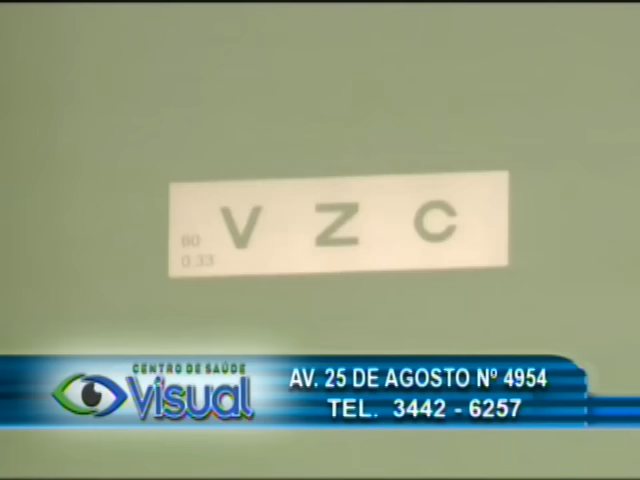 V Z C
60
0.33
CENTRO DE SAÚDE
Visual
AV. 25 DE AGOSTO Nº 4954
TEL. 3442 - 6257